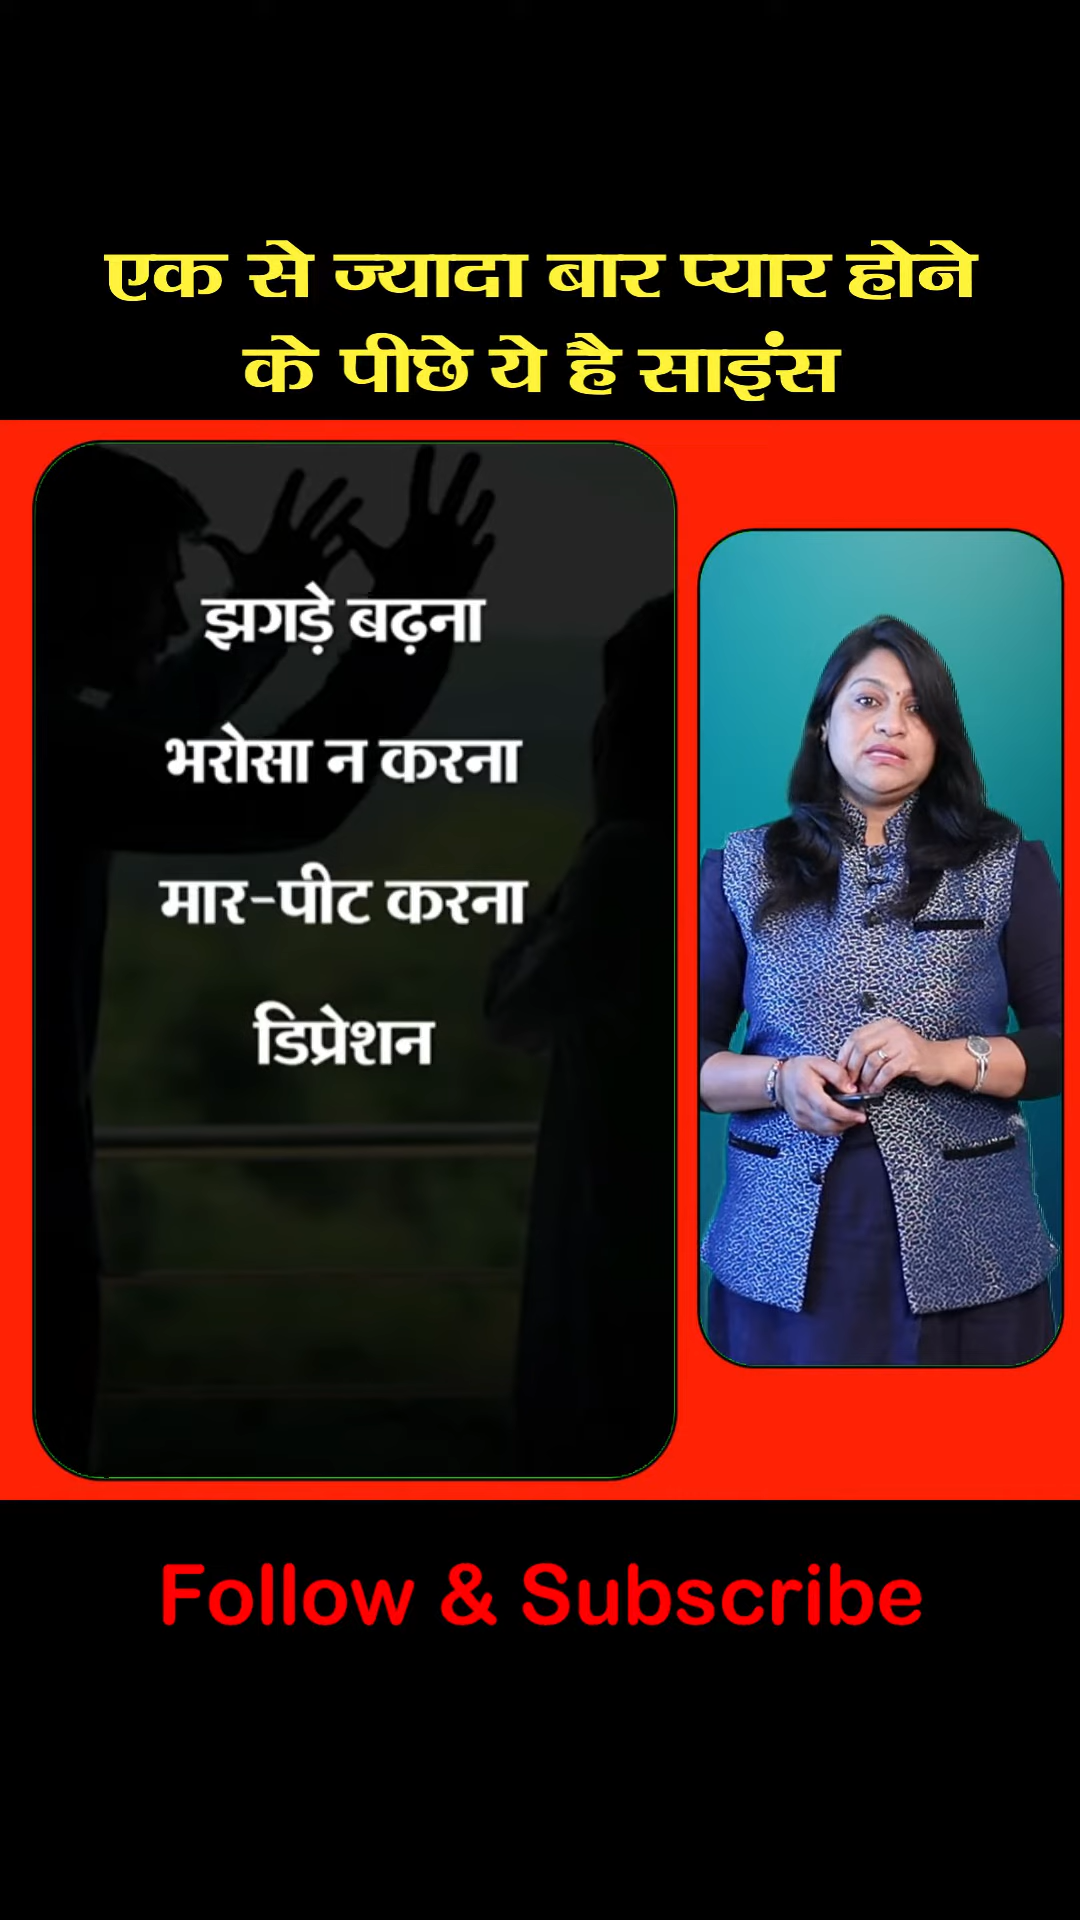 एक से ज्यादा बार प्यार होने
के पीछे ये है साइंस
झगड़े बढ़ना
भरोसा न करना
मार-पीट करना
डिप्रेशन
Follow & Subscribe